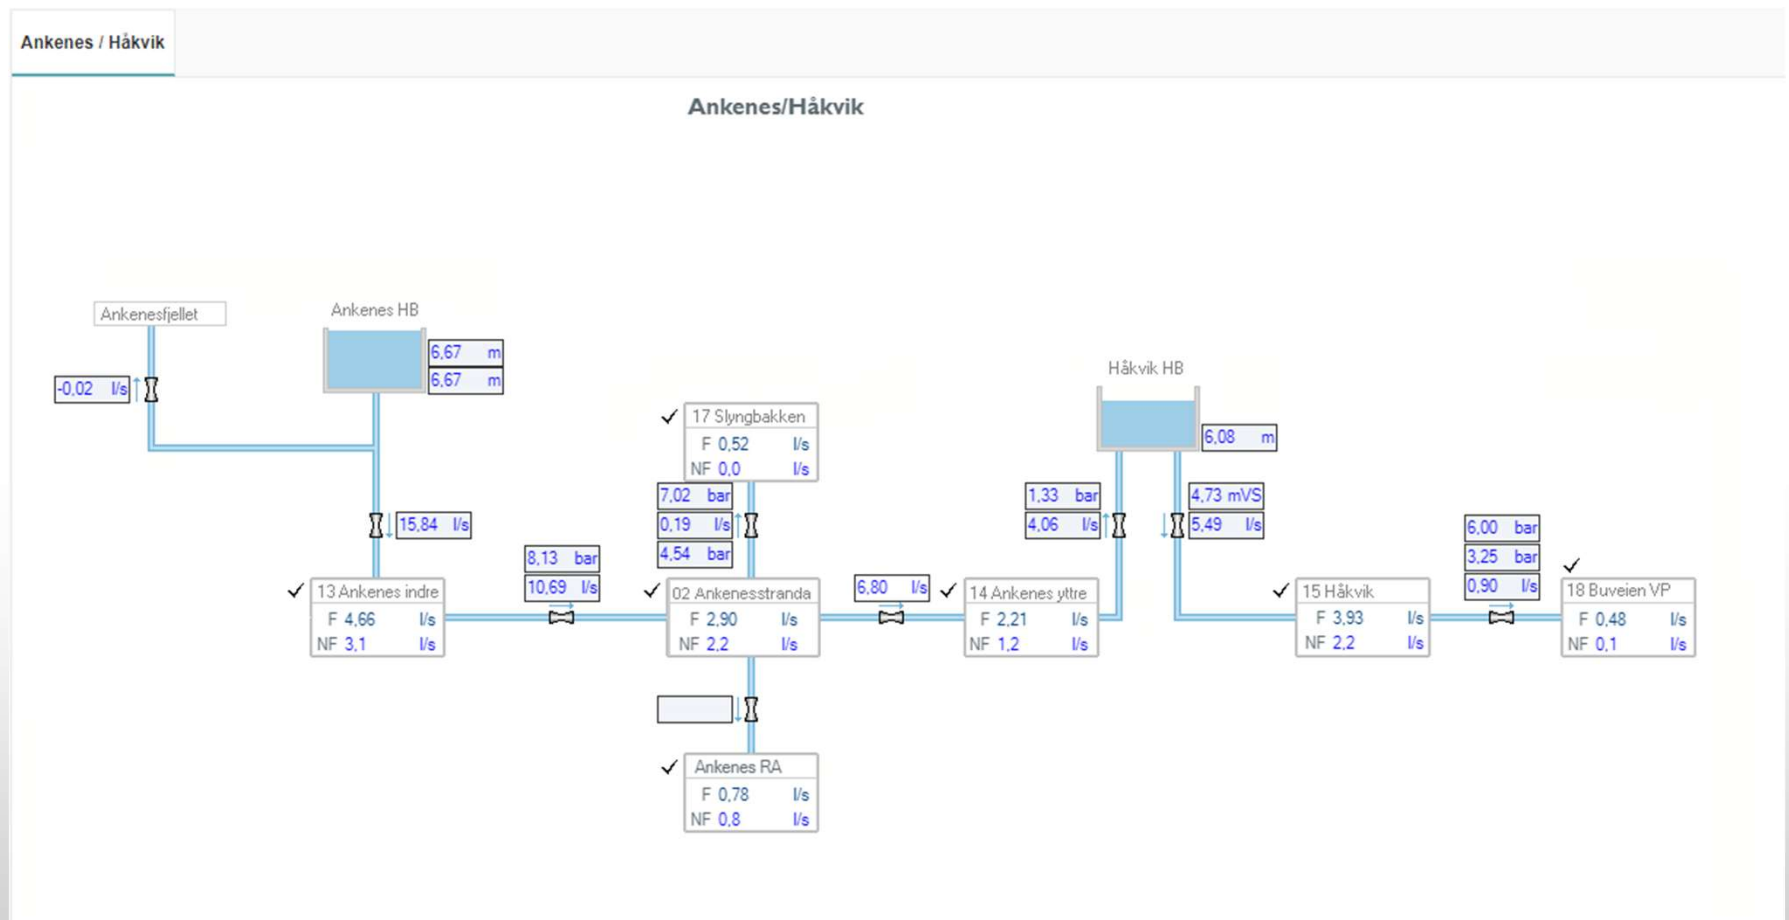 Ankenes / Håkvik
Ankenes/Håkvik
Ankenesfjellet
-0,02 l/s
Ankenes HB
6,67 m
6,67 m
15,84 l/s
13 Ankenes indre
F 4,66 l/s
NF 3,1 l/s
8,13 bar
10,69 l/s
17 Slyngbakken
F 0,52 l/s
NF 0,0 l/s
7,02 bar
0,19 l/s
4,54 bar
02 Ankenesstranda
F 2,90 l/s
NF 2,2 l/s
Ankenes RA
F 0,78 l/s
NF 0,8 l/s
6,80 l/s
14 Ankenes yttre
F 2,21 l/s
NF 1,2 l/s
Håkvik HB
6,08 m
1,33 bar
4,06 l/s
4,73 mVS
5,49 l/s
15 Håkvik
F 3,93 l/s
NF 2,2 l/s
6,00 bar
3,25 bar
0,90 l/s
18 Buveien VP
F 0,48 l/s
NF 0,1 l/s